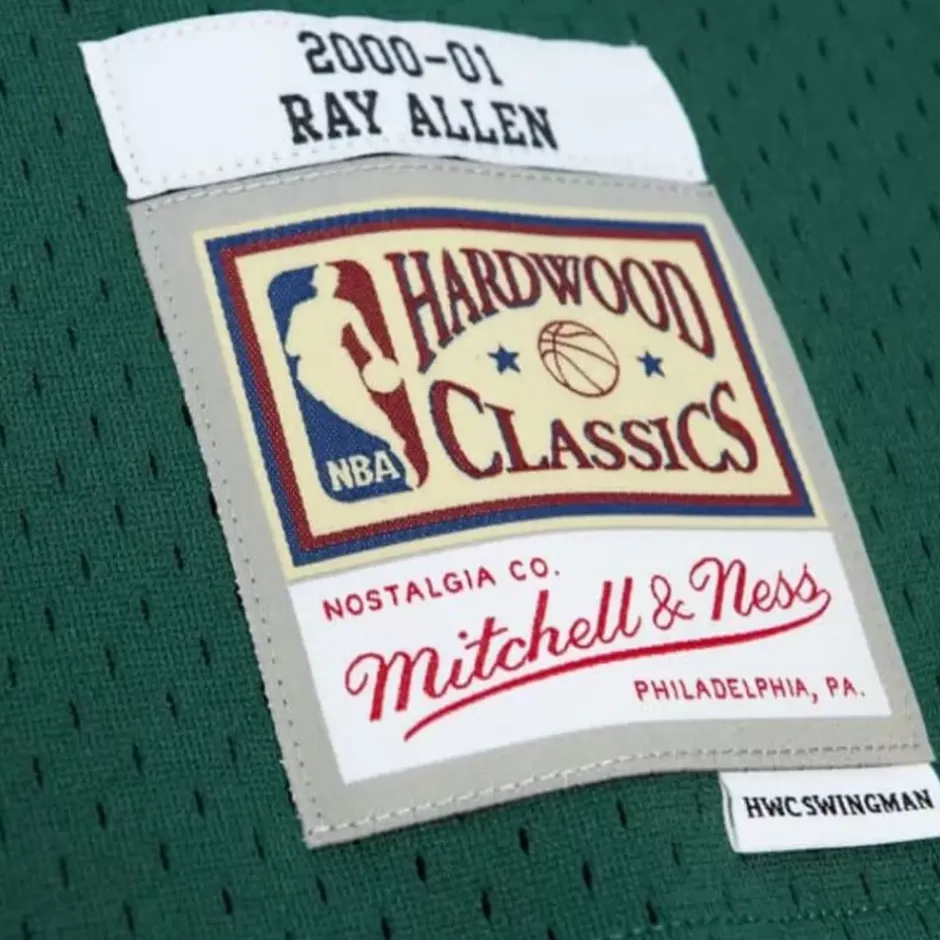 2000-01
RAY ALLEN
HARDWOOD
CLASSICS
NBA
NOSTALGIA CO.
Mitchell & Ness
PHILADELPHIA, PA.
HWC SWINGMAN